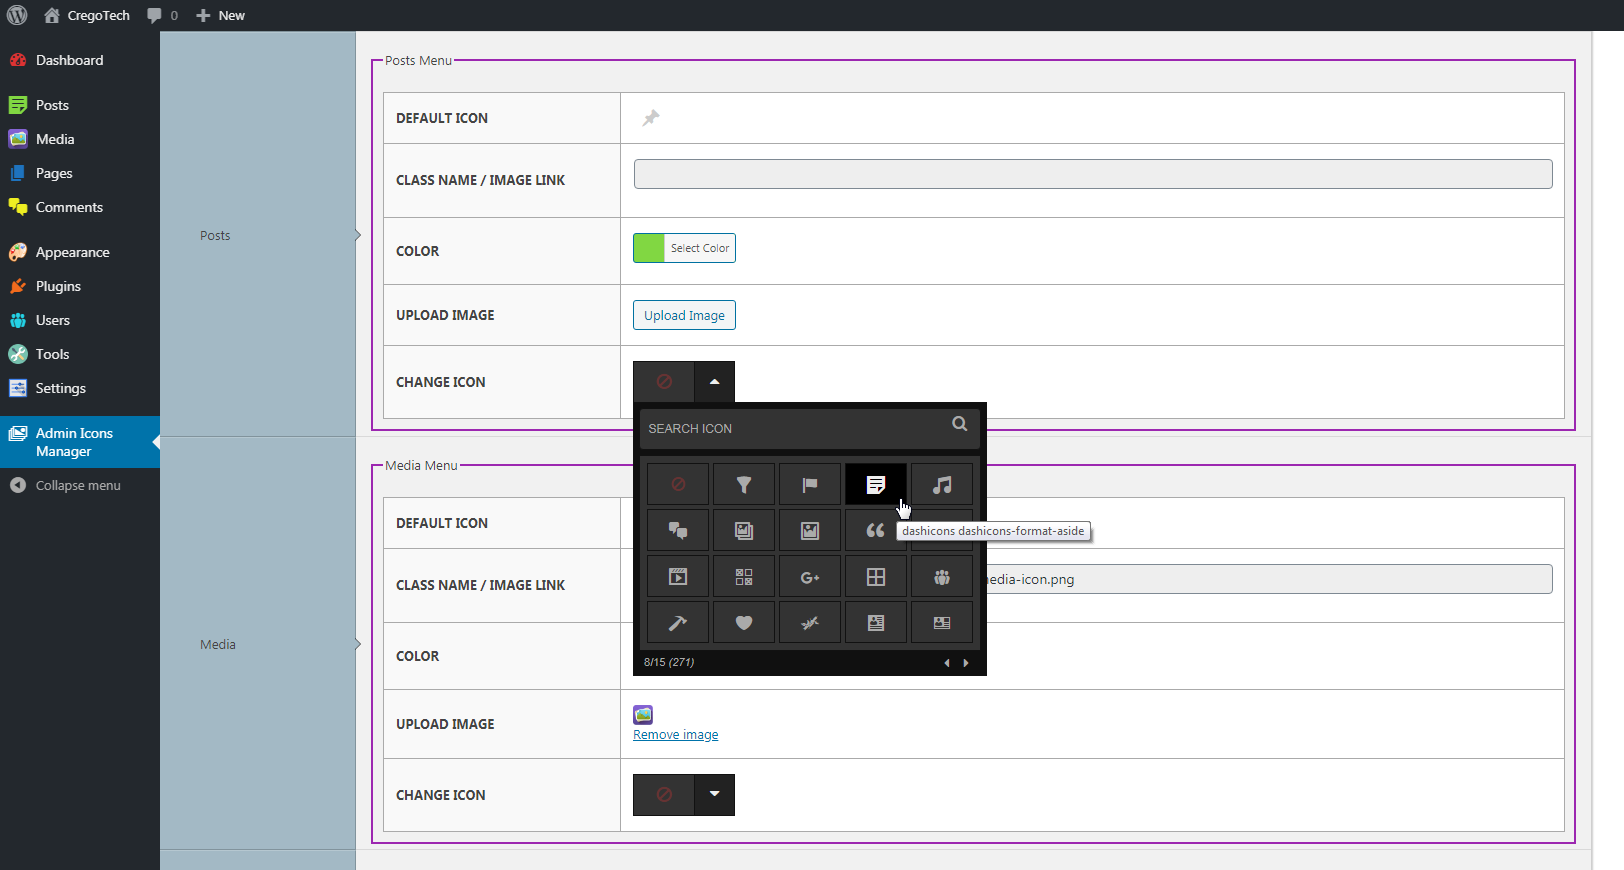 CregoTech 0 New
Dashboard
Posts
Media
Pages
Comments
Appearance
Plugins
Users
Tools
Settings
Admin Icons
Manager
Collapse menu
Posts
Media
Posts Menu
DEFAULT ICON
CLASS NAME / IMAGE LINK
COLOR
Select Color
UPLOAD IMAGE
Upload Image
CHANGE ICON
SEARCH ICON
G+
dashicons dashicons-format-aside
8/15 (271)
Media Menu
DEFAULT ICON
CLASS NAME / IMAGE LINK
edia-icon.png
COLOR
UPLOAD IMAGE
Remove image
CHANGE ICON